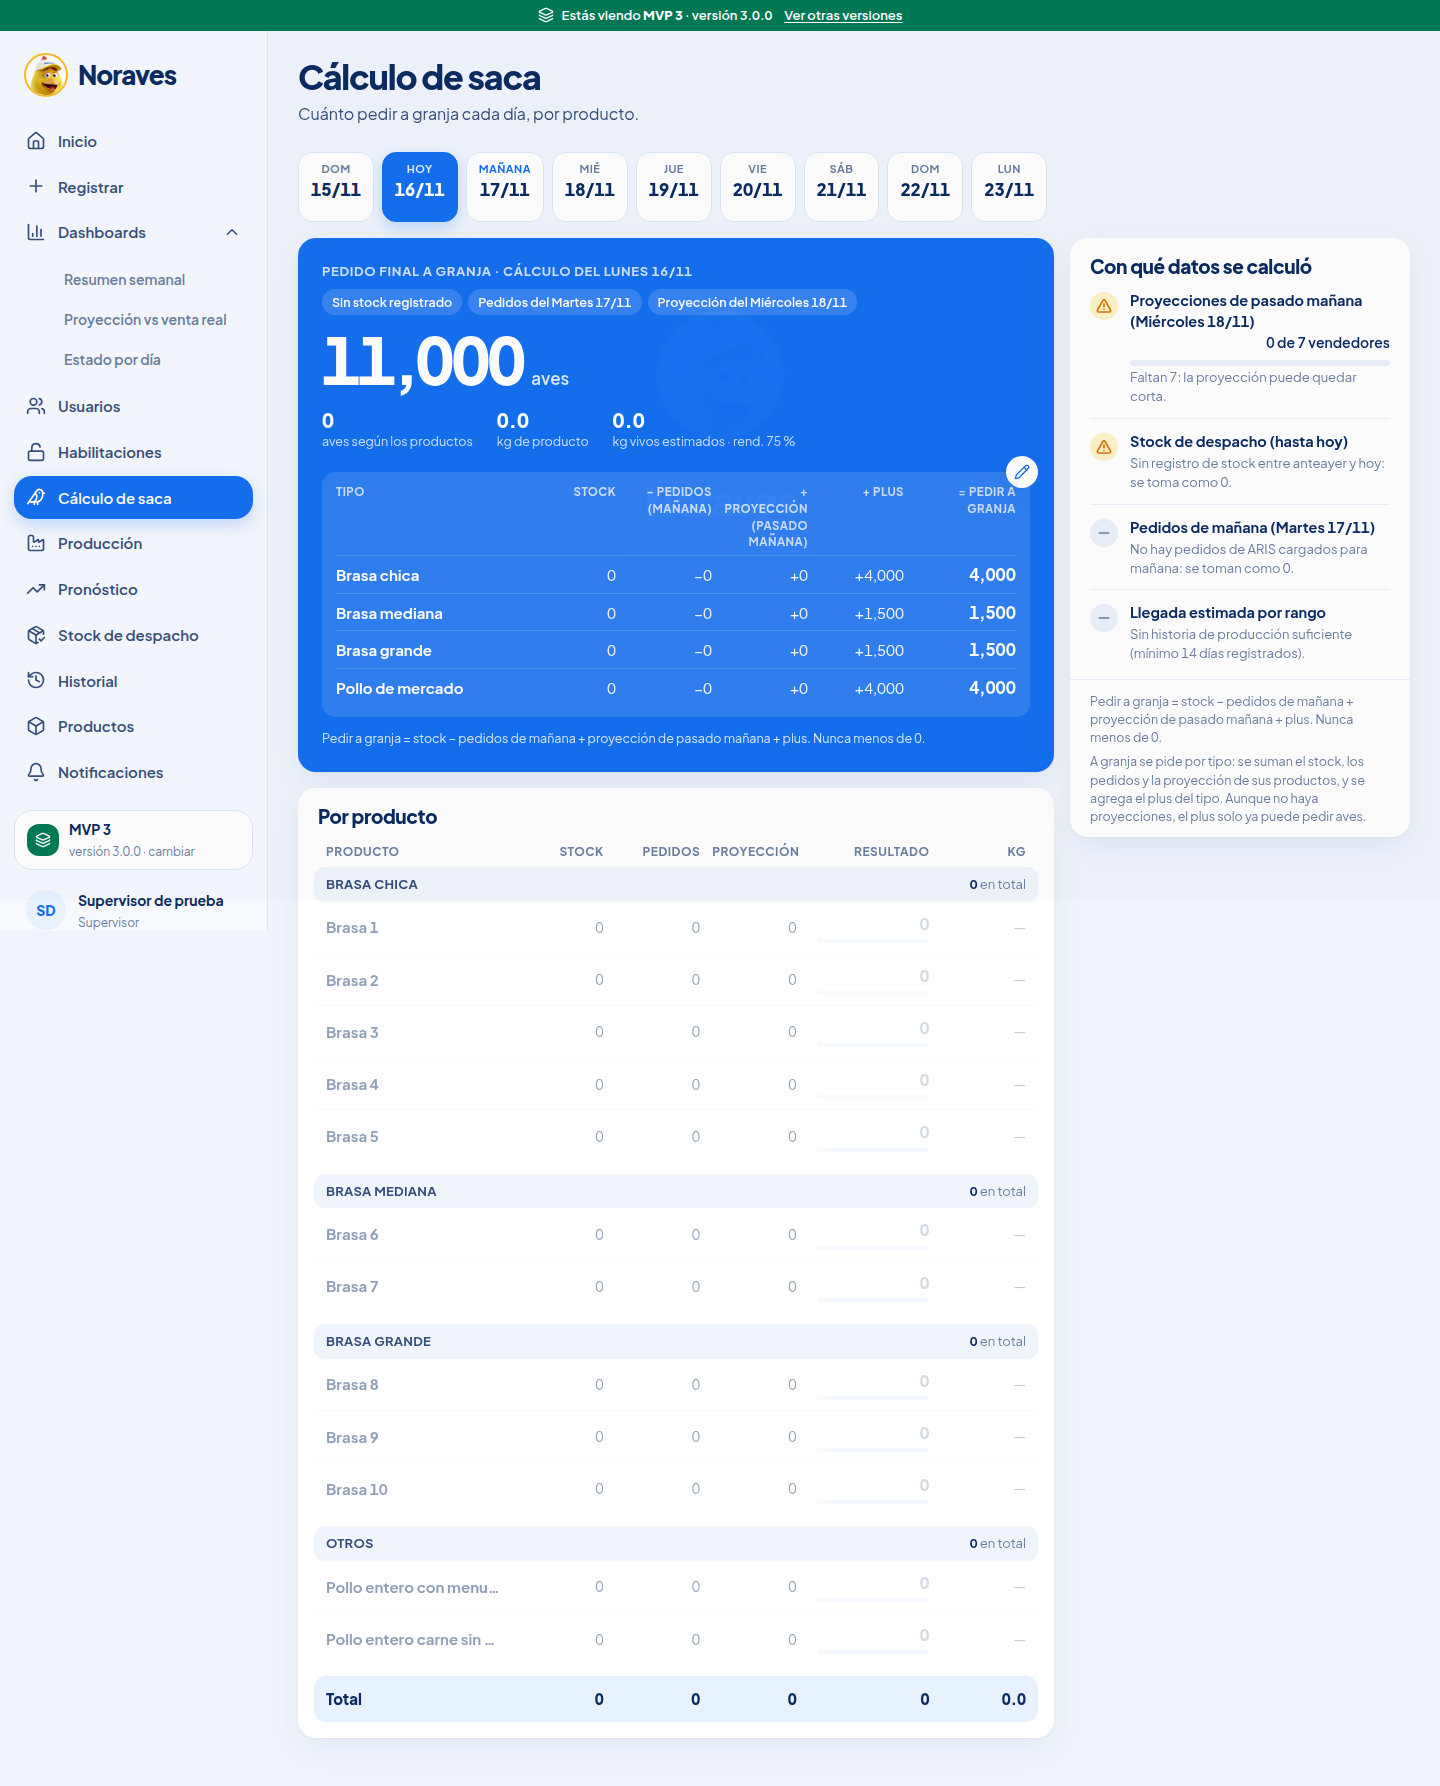 Estás viendo MVP 3 · versión 3.0.0 Ver otras versiones
Noraves
Inicio
Registrar
Dashboards
Resumen semanal
Proyección vs venta real
Estado por día
Usuarios
Habilitaciones
Cálculo de saca
Producción
Pronóstico
Stock de despacho
Historial
Productos
Notificaciones
MVP 3
versión 3.0.0 · cambiar
SD
Supervisor de prueba
Supervisor
Cálculo de saca
Cuánto pedir a granja cada día, por producto.
DOM 15/11
HOY 16/11
MAÑANA 17/11
MIÉ 18/11
JUE 19/11
VIE 20/11
SÁB 21/11
DOM 22/11
LUN 23/11
PEDIDO FINAL A GRANJA · CÁLCULO DEL LUNES 16/11
Sin stock registrado Pedidos del Martes 17/11 Proyección del Miércoles 18/11
11,000 aves
0 0.0 0.0
aves según los productos kg de producto kg vivos estimados · rend. 75 %
TIPO STOCK − PEDIDOS (MAÑANA) + PROYECCIÓN (PASADO MAÑANA) + PLUS = PEDIR A GRANJA
Brasa chica 0 −0 +0 +4,000 4,000
Brasa mediana 0 −0 +0 +1,500 1,500
Brasa grande 0 −0 +0 +1,500 1,500
Pollo de mercado 0 −0 +0 +4,000 4,000
Pedir a granja = stock − pedidos de mañana + proyección de pasado mañana + plus. Nunca menos de 0.
Por producto
PRODUCTO STOCK PEDIDOS PROYECCIÓN RESULTADO KG
BRASA CHICA 0 en total
Brasa 1 0 0 0 0 —
Brasa 2 0 0 0 0 —
Brasa 3 0 0 0 0 —
Brasa 4 0 0 0 0 —
Brasa 5 0 0 0 0 —
BRASA MEDIANA 0 en total
Brasa 6 0 0 0 0 —
Brasa 7 0 0 0 0 —
BRASA GRANDE 0 en total
Brasa 8 0 0 0 0 —
Brasa 9 0 0 0 0 —
Brasa 10 0 0 0 0 —
OTROS 0 en total
Pollo entero con menu... 0 0 0 0 —
Pollo entero carne sin ... 0 0 0 0 —
Total 0 0 0 0 0.0
Con qué datos se calculó
Proyecciones de pasado mañana
(Miércoles 18/11)
0 de 7 vendedores
Faltan 7: la proyección puede quedar
corta.
Stock de despacho (hasta hoy)
Sin registro de stock entre anteayer y hoy:
se toma como 0.
Pedidos de mañana (Martes 17/11)
No hay pedidos de ARIS cargados para
mañana: se toman como 0.
Llegada estimada por rango
Sin historia de producción suficiente
(mínimo 14 días registrados).
Pedir a granja = stock − pedidos de mañana +
proyección de pasado mañana + plus. Nunca
menos de 0.
A granja se pide por tipo: se suman el stock, los
pedidos y la proyección de sus productos, y se
agrega el plus del tipo. Aunque no haya
proyecciones, el plus solo ya puede pedir aves.